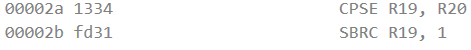 00002a 1334 CPSE R19, R20
00002b fd31 SBRC R19, 1